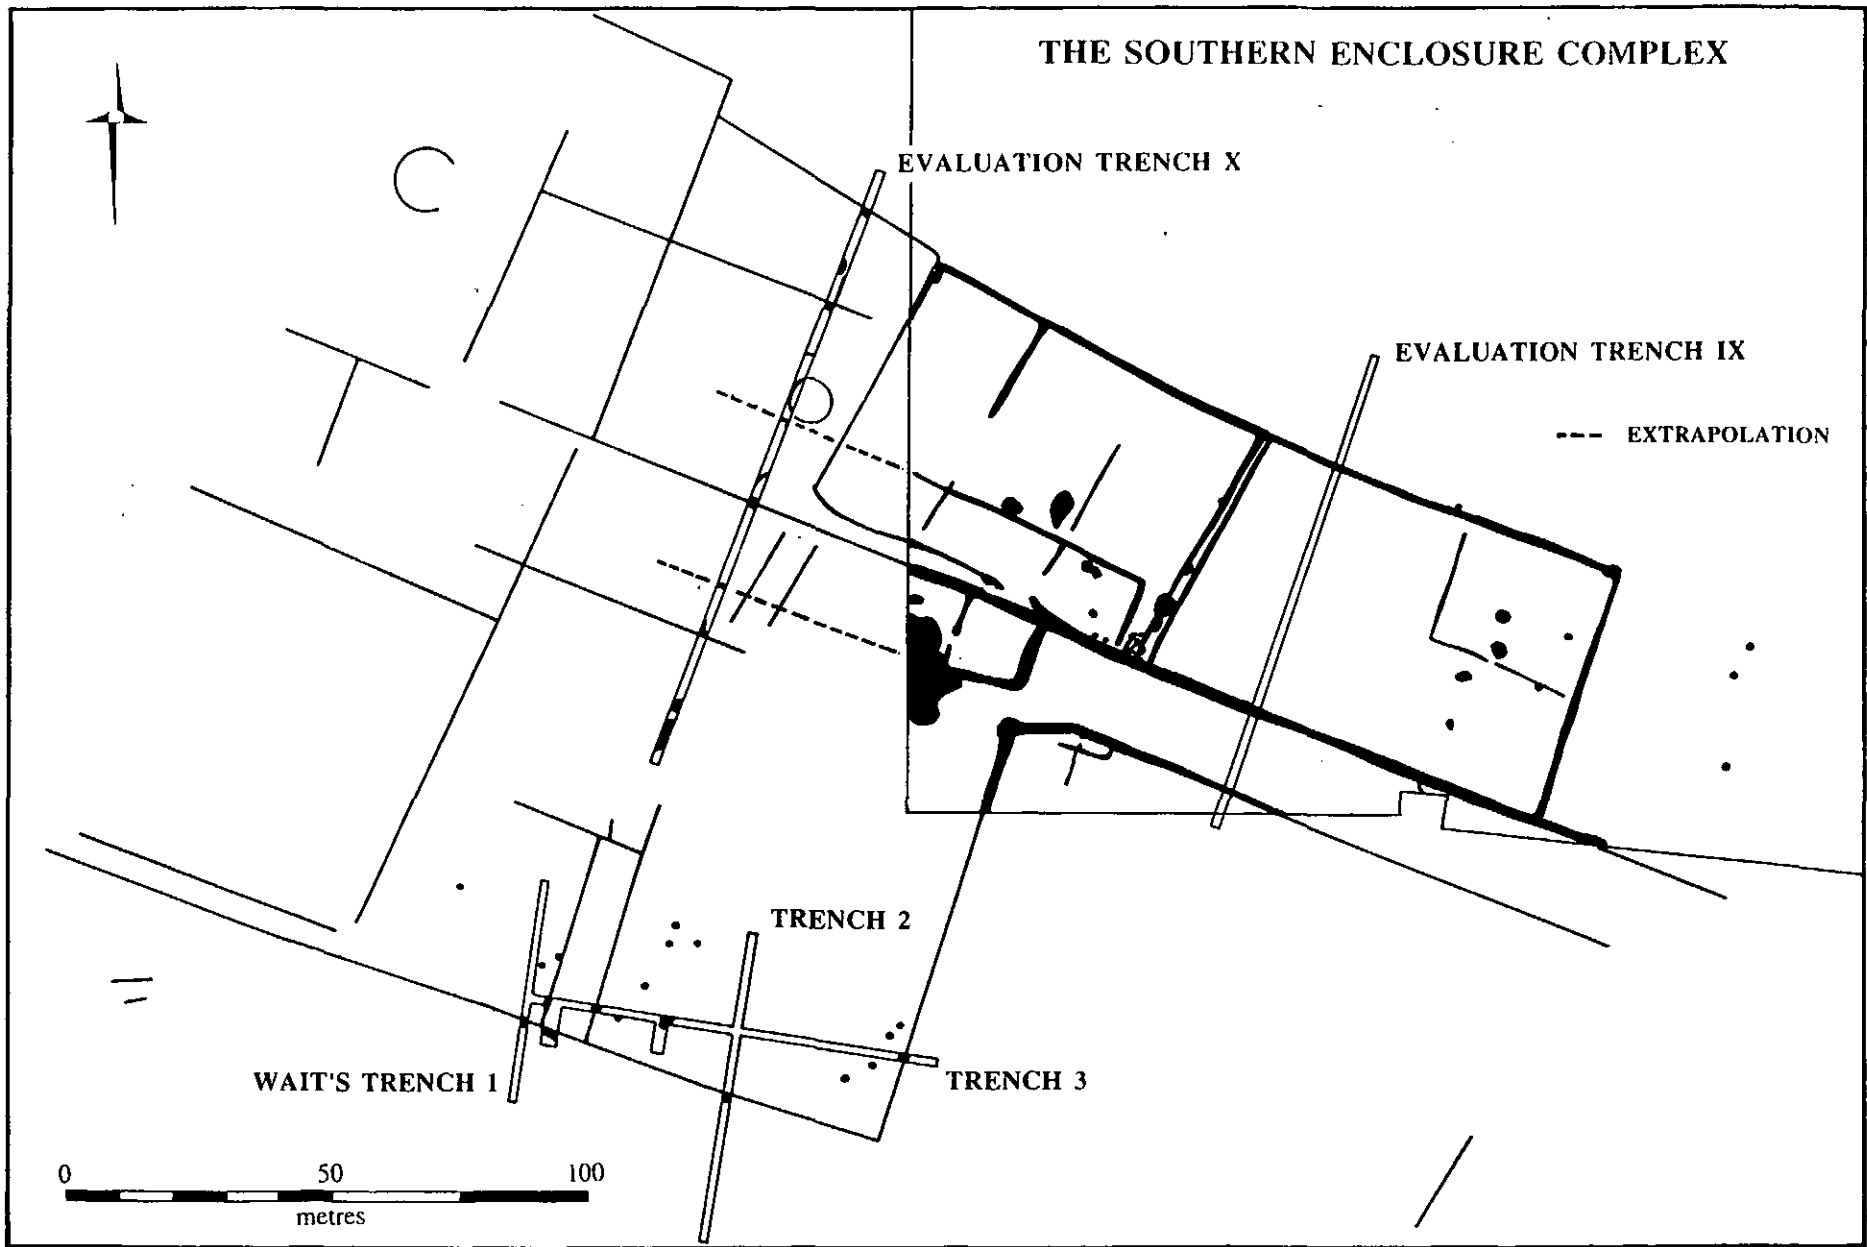 THE SOUTHERN ENCLOSURE COMPLEX
EVALUATION TRENCH X
EVALUATION TRENCH IX
EXTRAPOLATION
TRENCH 2
WAIT'S TRENCH 1
TRENCH 3
0 50 100
metres